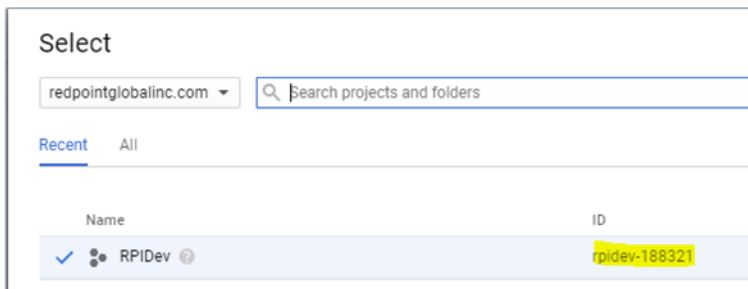 Select
redpointglobalinc.com Search projects and folders
Recent All
Name ID
RPIDev rpidev-188321